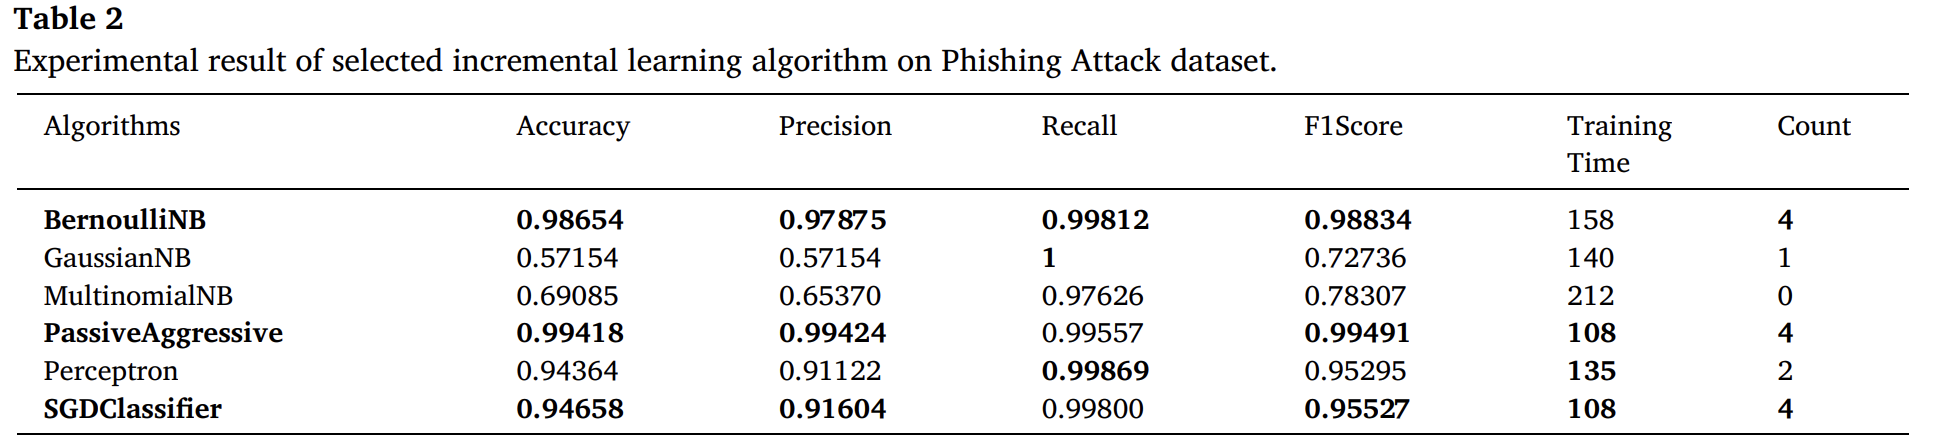 Table 2
Experimental result of selected incremental learning algorithm on Phishing Attack dataset.
Algorithms Accuracy Precision Recall F1Score Training Time Count
BernoulliNB 0.98654 0.97875 0.99812 0.98834 158 4
GaussianNB 0.57154 0.57154 1 0.72736 140 1
MultinomialNB 0.69085 0.65370 0.97626 0.78307 212 0
PassiveAggressive 0.99418 0.99424 0.99557 0.99491 108 4
Perceptron 0.94364 0.91122 0.99869 0.95295 135 2
SGDClassifier 0.94658 0.91604 0.99800 0.95527 108 4